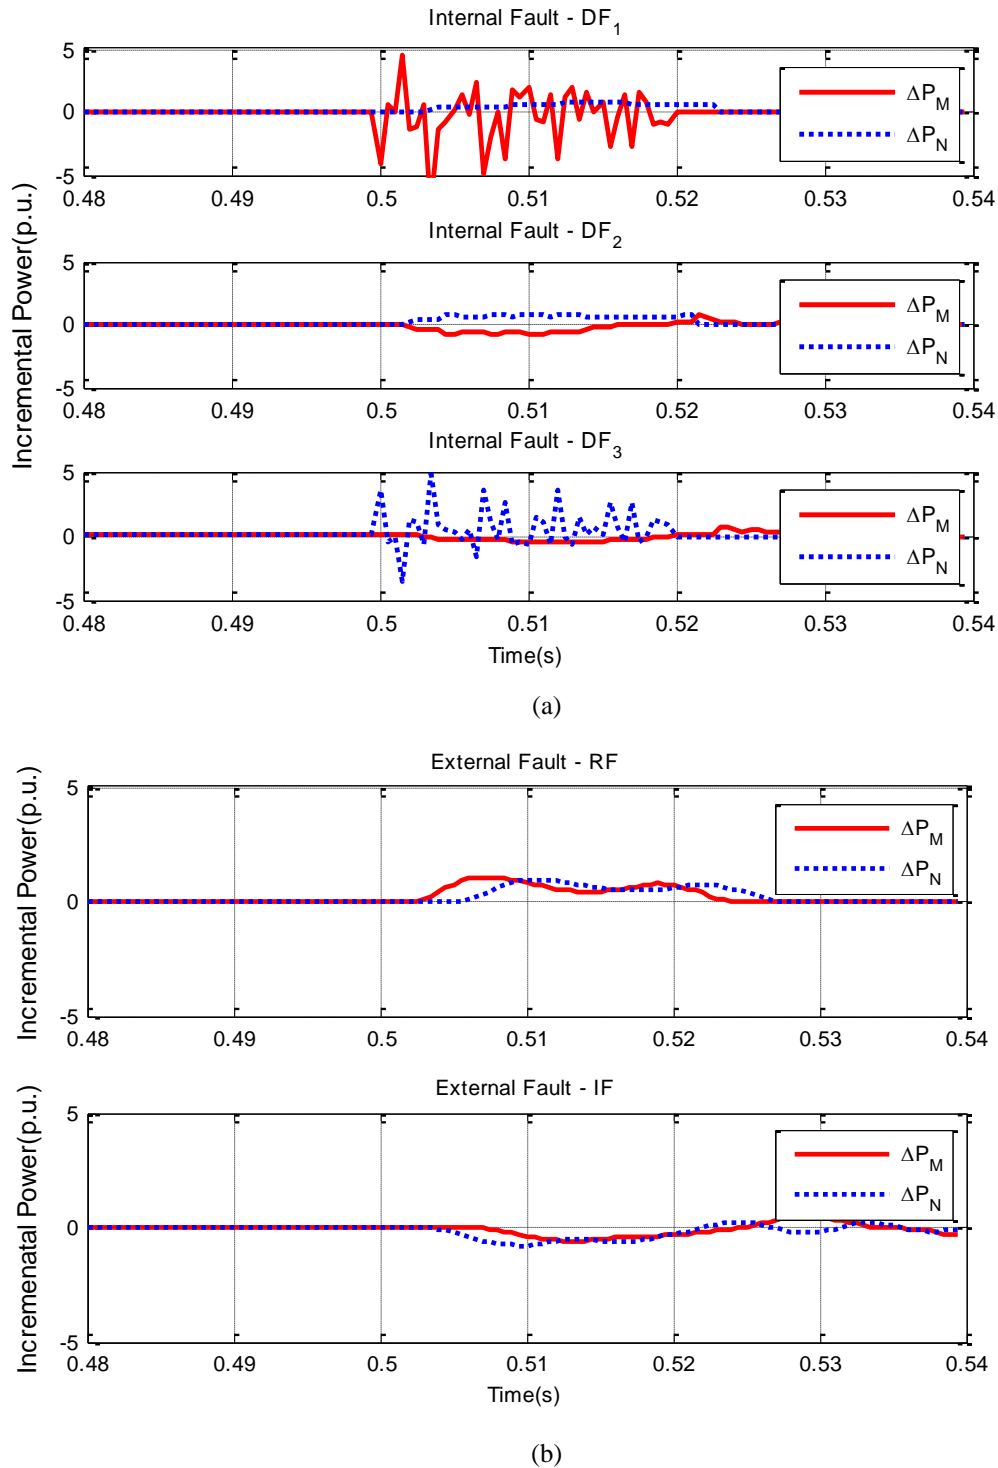 Internal Fault - DF1
Incremental Power(p.u.)
5
0
-5
0.48 0.49 0.5 0.51 0.52 0.53 0.54
ΔPM
ΔPN
Internal Fault - DF2
5
0
-5
0.48 0.49 0.5 0.51 0.52 0.53 0.54
ΔPM
ΔPN
Internal Fault - DF3
5
0
-5
0.48 0.49 0.5 0.51 0.52 0.53 0.54
ΔPM
ΔPN
Time(s)
(a)
External Fault - RF
Incremental Power(p.u.)
5
0
-5
0.48 0.49 0.5 0.51 0.52 0.53 0.54
ΔPM
ΔPN
External Fault - IF
Incremenatal Power(p.u.)
5
0
-5
0.48 0.49 0.5 0.51 0.52 0.53 0.54
ΔPM
ΔPN
Time(s)
(b)